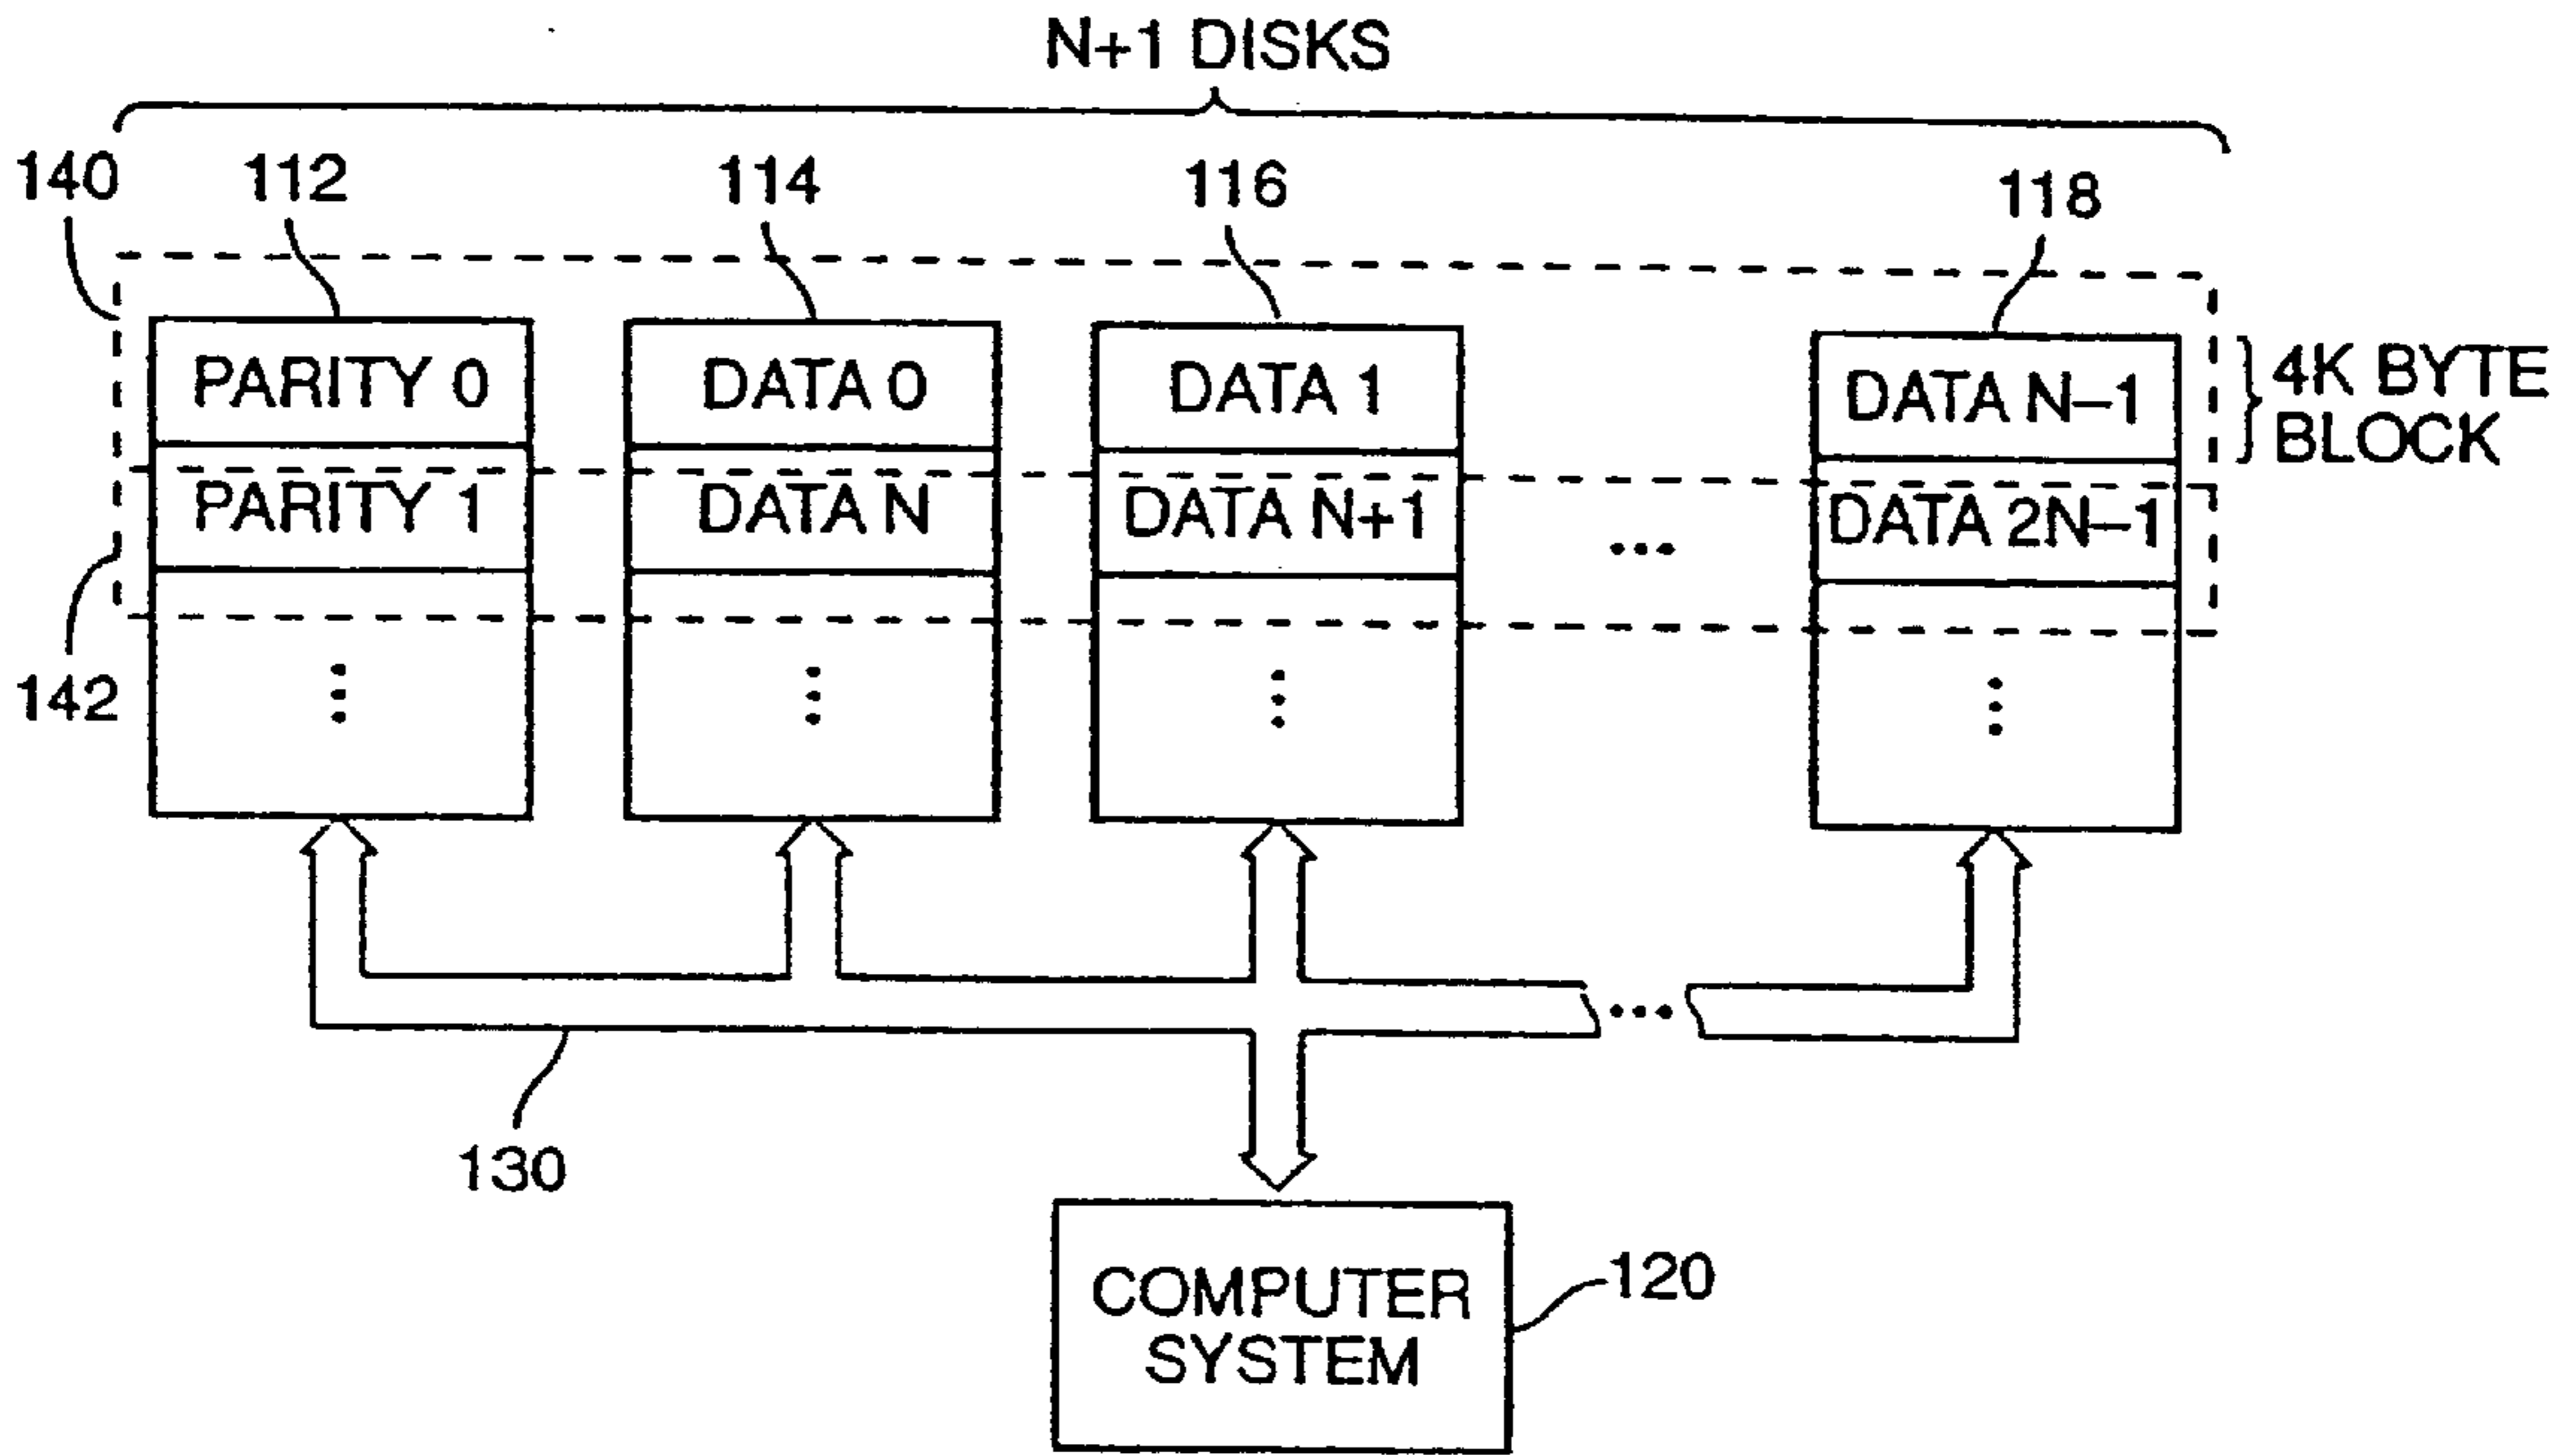 N+1 DISKS
140
112
114
116
118
PARITY 0
DATA 0
DATA 1
DATA N–1
4K BYTE
BLOCK
PARITY 1
DATA N
DATA N+1
...
DATA 2N–1
142
...
130
COMPUTER
SYSTEM
120